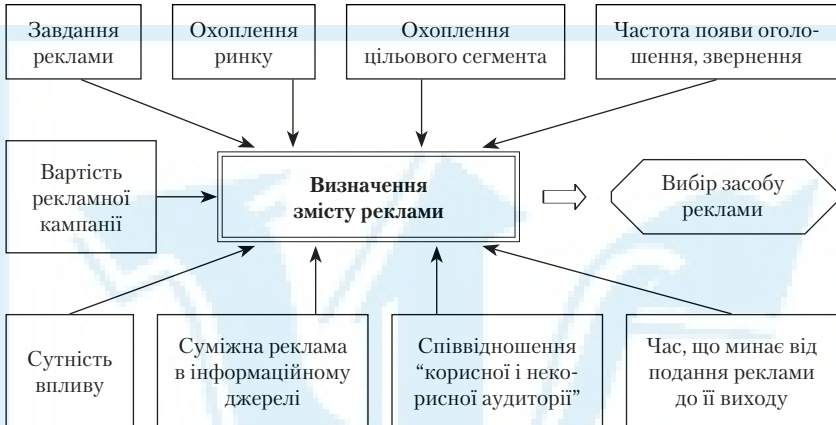 Завдання
реклами
Охоплення
ринку
Охоплення
цільового сегмента
Частота появи оголо-
шення, звернення
Вартість
рекламної
кампанії
Визначення
змісту реклами
Вибір засобу
реклами
Сутність
впливу
Суміжна реклама
в інформаційному
джерелі
Співвідношення
“корисної і неко-
рисної аудиторії”
Час, що минає від
подання реклами
до її виходу